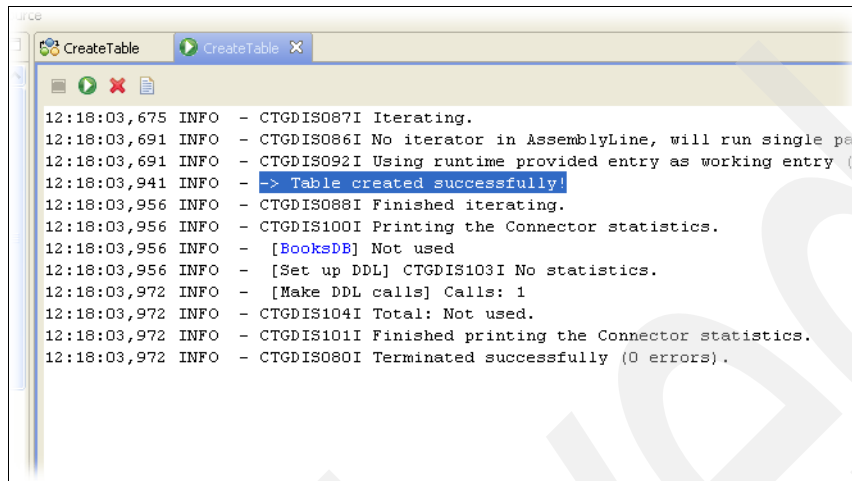 CreateTable CreateTable
12:18:03,675 INFO - CTGDIS087I Iterating.
12:18:03,691 INFO - CTGDIS086I No iterator in AssemblyLine, will run single
12:18:03,691 INFO - CTGDIS092I Using runtime provided entry as working entry (
12:18:03,941 INFO - -> Table created successfully!
12:18:03,956 INFO - CTGDIS088I Finished iterating.
12:18:03,956 INFO - CTGDIS100I Printing the Connector statistics.
12:18:03,956 INFO - [BooksDB] Not used
12:18:03,956 INFO - [Set up DDL] CTGDIS103I No statistics.
12:18:03,972 INFO - [Make DDL calls] Calls: 1
12:18:03,972 INFO - CTGDIS104I Total: Not used.
12:18:03,972 INFO - CTGDIS101I Finished printing the Connector statistics.
12:18:03,972 INFO - CTGDIS080I Terminated successfully (0 errors).